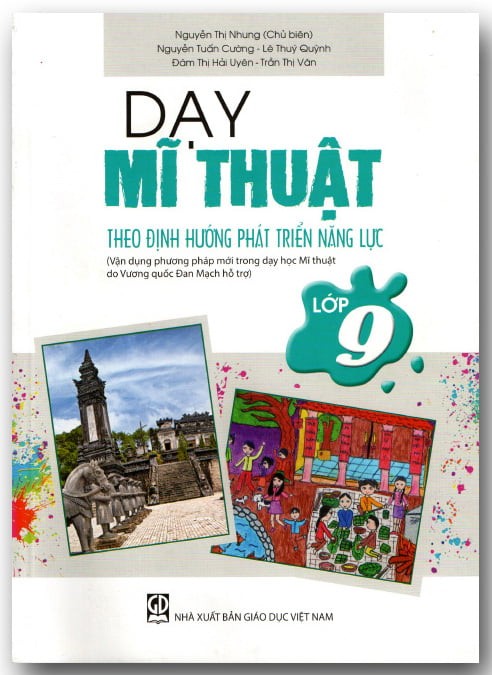 Nguyễn Thị Nhung (Chủ biên)
Nguyễn Tuấn Cường - Lê Thuý Quỳnh
Đàm Thị Hải Uyên - Trần Thị Vân
DẠY
MĨ THUẬT
THEO ĐỊNH HƯỚNG PHÁT TRIỂN NĂNG LỰC
(Vận dụng phương pháp mới trong dạy học Mĩ thuật
do Vương quốc Đan Mạch hỗ trợ)
LỚP
9
GD
NHÀ XUẤT BẢN GIÁO DỤC VIỆT NAM